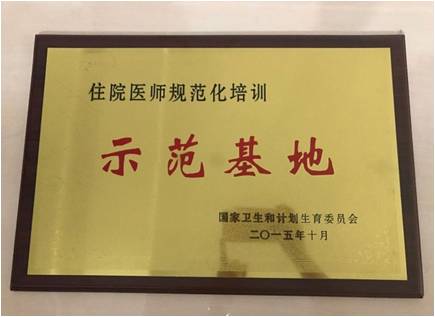 住院医师规范化培训
示范基地
国家卫生和计划生育委员会
二〇一五年十月